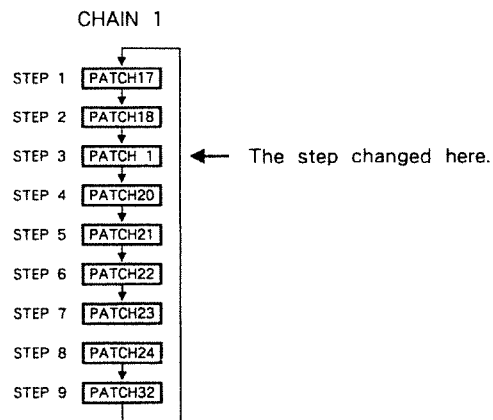 CHAIN 1
STEP 1 PATCH17
STEP 2 PATCH18
STEP 3 PATCH 1 The step changed here.
STEP 4 PATCH20
STEP 5 PATCH21
STEP 6 PATCH22
STEP 7 PATCH23
STEP 8 PATCH24
STEP 9 PATCH32